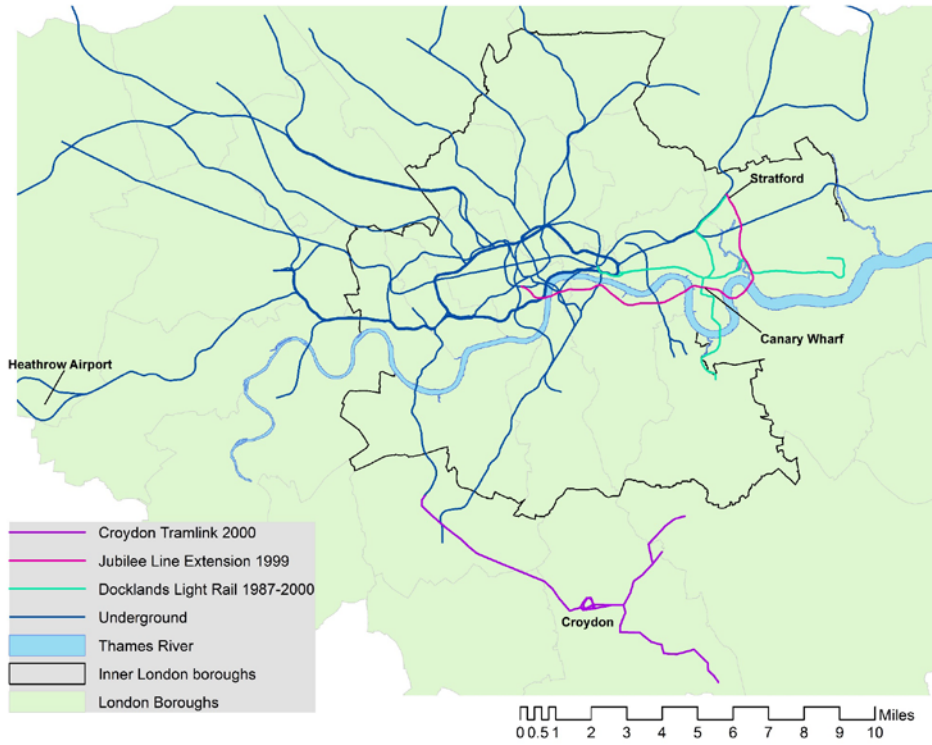 Stratford
Canary Wharf
Heathrow Airport
Croydon Tramlink 2000
Jubilee Line Extension 1999
Docklands Light Rail 1987-2000
Underground
Thames River
Inner London boroughs
London Boroughs
Croydon
Miles
0 0.5 1 2 3 4 5 6 7 8 9 10